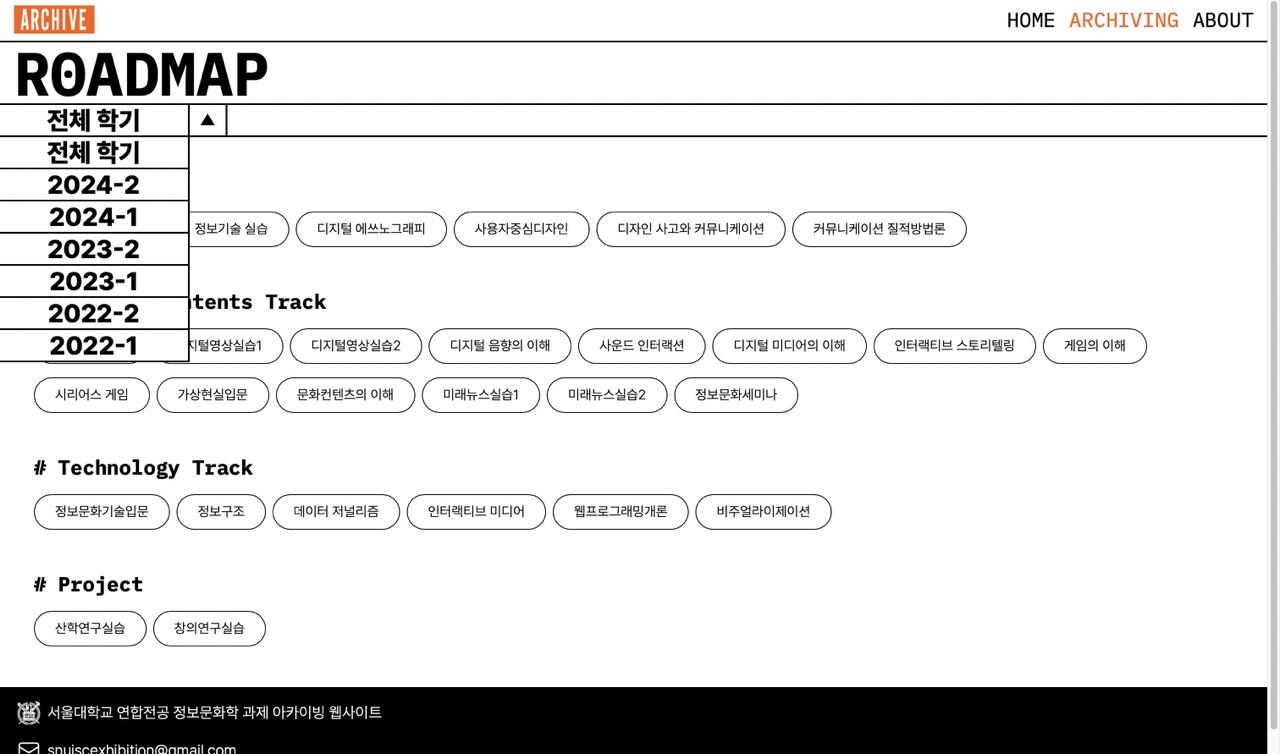 ARCHIVE
HOME ARCHIVING ABOUT
ROADMAP
전체 학기 ▲
전체 학기
2024-2
2024-1
2023-2
2023-1
2022-2
2022-1
정보기술 실습 디지털 에쓰노그래피 사용자중심디자인 디자인 사고와 커뮤니케이션 커뮤니케이션 질적방법론
ntents Track
지털영상실습1 디지털영상실습2 디지털 음향의 이해 사운드 인터랙션 디지털 미디어의 이해 인터랙티브 스토리텔링 게임의 이해
시리어스 게임 가상현실입문 문화컨텐츠의 이해 미래뉴스실습1 미래뉴스실습2 정보문화세미나
# Technology Track
정보문화기술입문 정보구조 데이터 저널리즘 인터랙티브 미디어 웹프로그래밍개론 비주얼라이제이션
# Project
산학연구실습 창의연구실습
서울대학교 연합전공 정보문화학 과제 아카이빙 웹사이트
snuiscexhibition@gmail.com